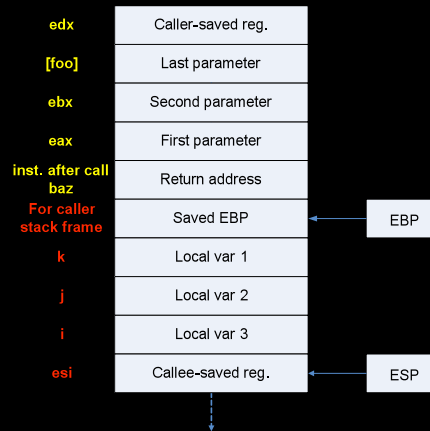 edx Caller-saved reg.
[foo] Last parameter
ebx Second parameter
eax First parameter
inst. after call
baz
Return address
For caller
stack frame
Saved EBP
EBP
k Local var 1
j Local var 2
i Local var 3
esi Callee-saved reg.
ESP